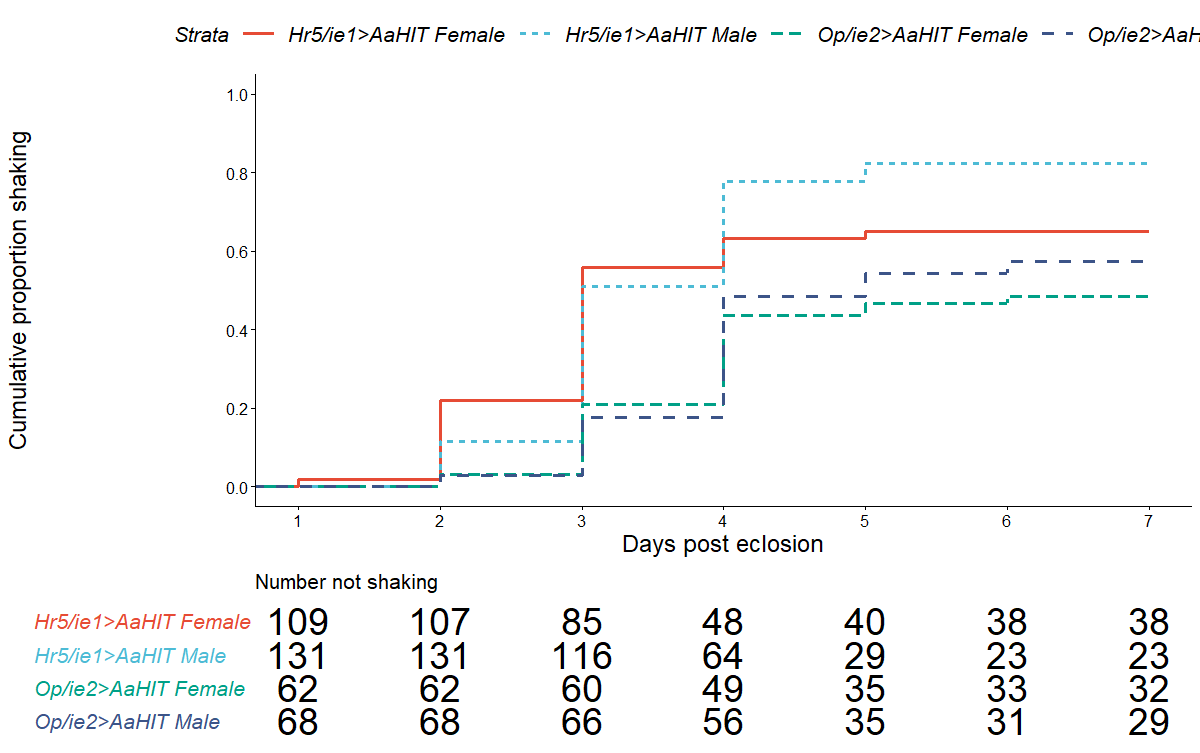 Strata Hr5/ie1>AaHIT Female Hr5/ie1>AaHIT Male Op/ie2>AaHIT Female Op/ie2>AaH
Cumulative proportion shaking
1.0
0.8
0.6
0.4
0.2
0.0
1 2 3 4 5 6 7
Days post eclosion
Number not shaking
Hr5/ie1>AaHIT Female 109 107 85 48 40 38 38
Hr5/ie1>AaHIT Male 131 131 116 64 29 23 23
Op/ie2>AaHIT Female 62 62 60 49 35 33 32
Op/ie2>AaHIT Male 68 68 66 56 35 31 29